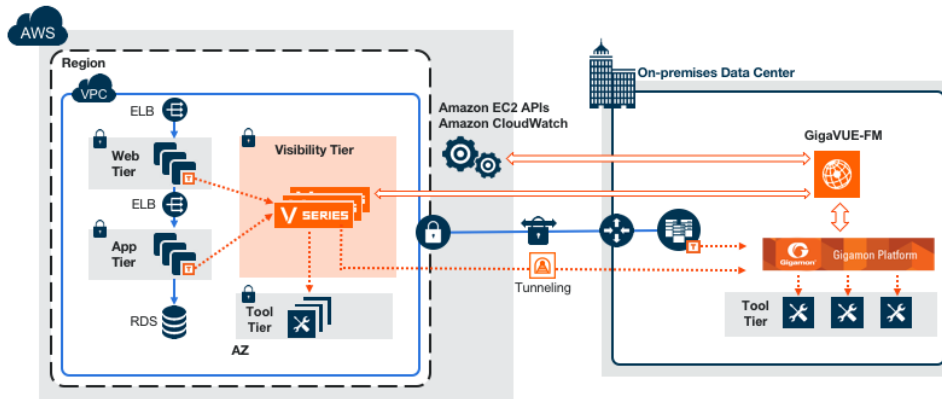 AWS
Region
VPC
ELB
Web
Tier
T
ELB
App
Tier
T
RDS
Visibility Tier
V SERIES
Tool
Tier
AZ
Amazon EC2 APIs
Amazon CloudWatch
Tunneling
On-premises Data Center
GigaVUE-FM
T
G
Gigamon
Gigamon Platform
Tool
Tier